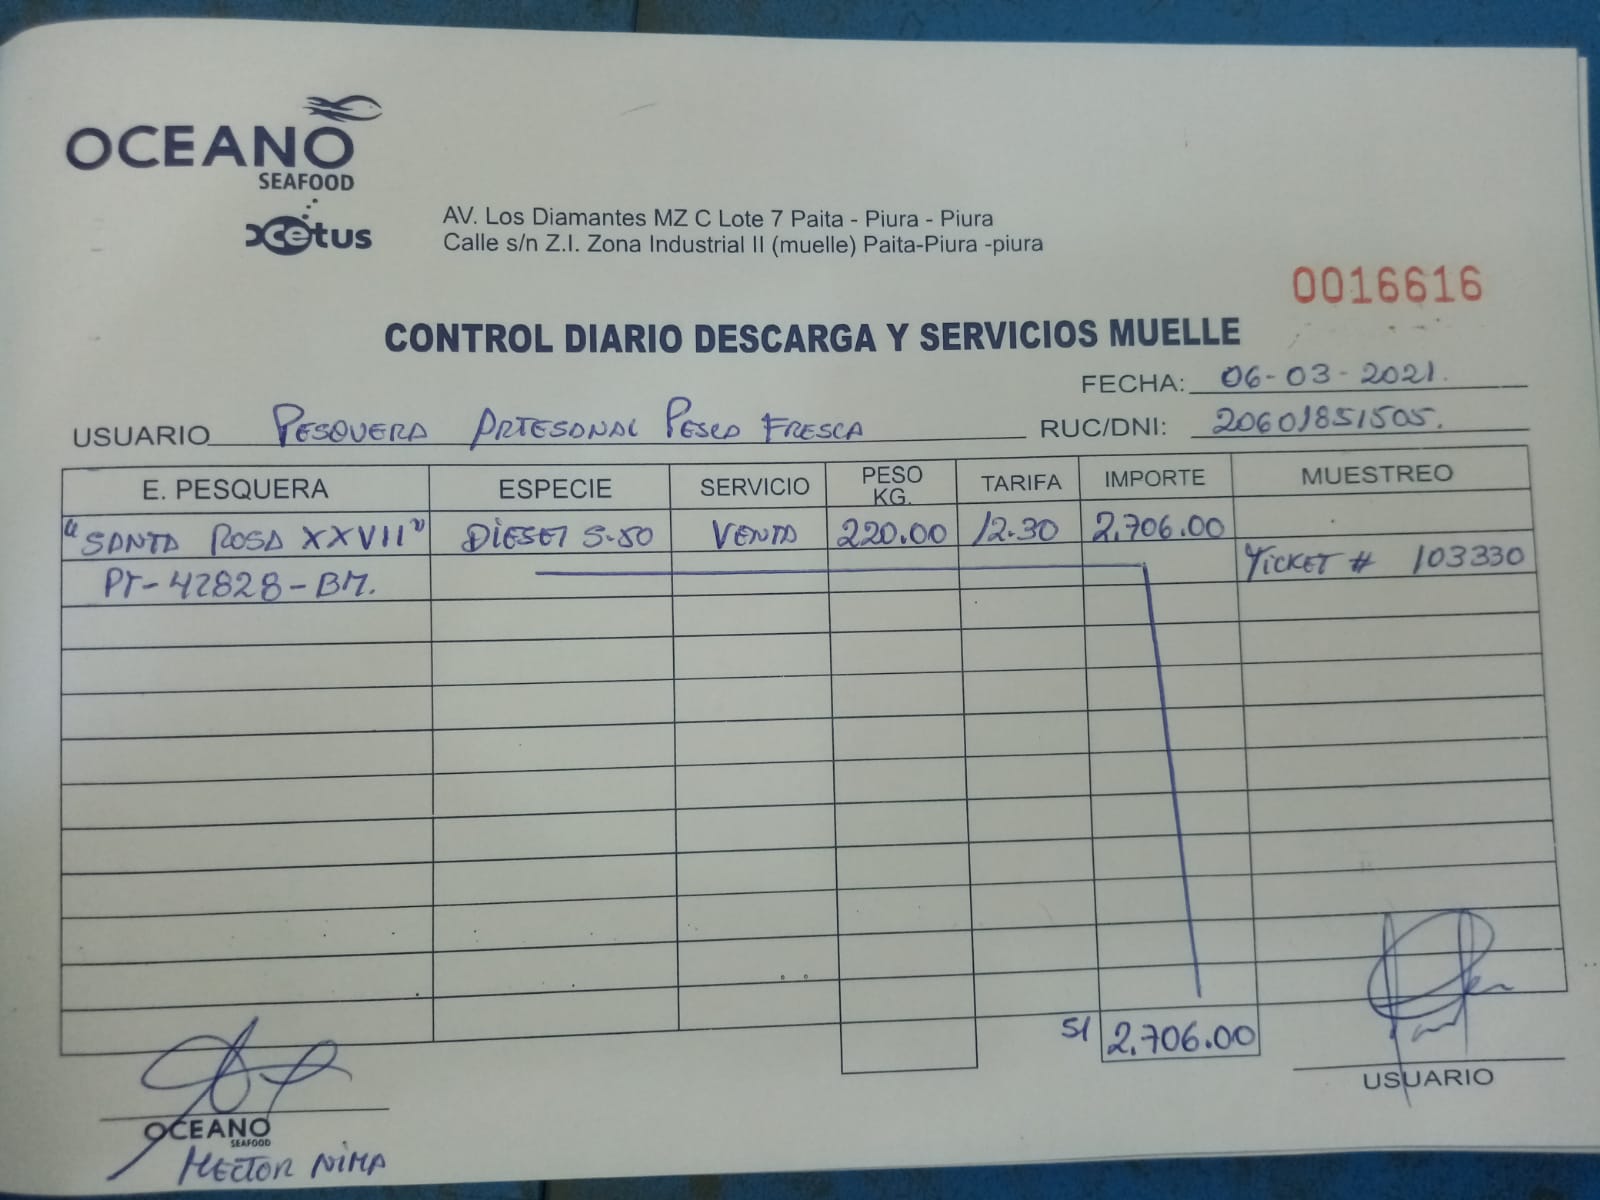 OCEANO
SEAFOOD
xcetus
AV. Los Diamantes MZ C Lote 7 Paita - Piura - Piura
Calle s/n Z.I. Zona Industrial II (muelle) Paita-Piura -piura
0016616
CONTROL DIARIO DESCARGA Y SERVICIOS MUELLE
FECHA: 06-03-2021.
USUARIO PESQUERA ARTESANAL PESCA FRESCA RUC/DNI: 20601851505.
E. PESQUERA ESPECIE SERVICIO PESO KG. TARIFA IMPORTE MUESTREO
"SANTA ROSA XXVII" DIESEL S-50 VENTA 220.00 12.30 2,706.00
PT-42828-BM. TICKET # 103330
S/ 2,706.00
USUARIO
OCEANO
SEAFOOD
HECTOR NIMA